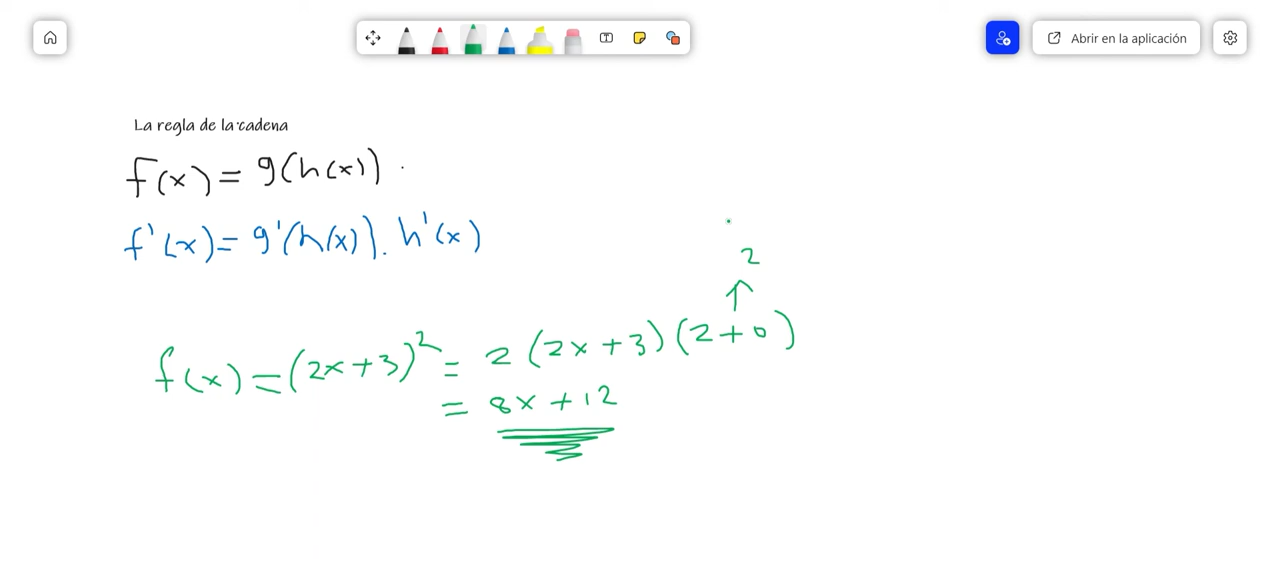 Abrir en la aplicación
La regla de la cadena
f(x) = g(h(x)) .
f'(x) = g'(h(x)) . h'(x)
2
↑
f(x) = (2x+3)² = 2 (2x+3) (2+0)
= 8x + 12